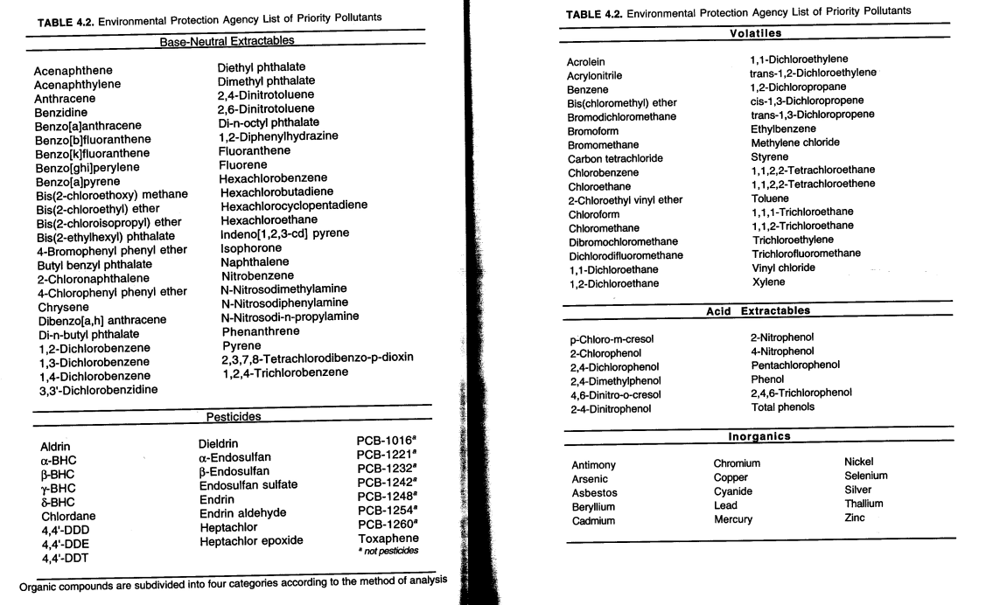 TABLE 4.2. Environmental Protection Agency List of Priority Pollutants
Base-Neutral Extractables
Acenaphthene Diethyl phthalate
Acenaphthylene Dimethyl phthalate
Anthracene 2,4-Dinitrotoluene
Benzidine 2,6-Dinitrotoluene
Benzo[a]anthracene Di-n-octyl phthalate
Benzo[b]fluoranthene 1,2-Diphenylhydrazine
Benzo[k]fluoranthene Fluoranthene
Benzo[ghi]perylene Fluorene
Benzo[a]pyrene Hexachlorobenzene
Bis(2-chloroethoxy) methane Hexachlorobutadiene
Bis(2-chloroethyl) ether Hexachlorocyclopentadiene
Bis(2-chloroisopropyl) ether Hexachloroethane
Bis(2-ethylhexyl) phthalate Indeno[1,2,3-cd] pyrene
4-Bromophenyl phenyl ether Isophorone
Butyl benzyl phthalate Naphthalene
2-Chloronaphthalene Nitrobenzene
4-Chlorophenyl phenyl ether N-Nitrosodimethylamine
Chrysene N-Nitrosodiphenylamine
Dibenzo[a,h] anthracene N-Nitrosodi-n-propylamine
Di-n-butyl phthalate Phenanthrene
1,2-Dichlorobenzene Pyrene
1,3-Dichlorobenzene 2,3,7,8-Tetrachlorodibenzo-p-dioxin
1,4-Dichlorobenzene 1,2,4-Trichlorobenzene
3,3'-Dichlorobenzidine
Pesticides
Aldrin Dieldrin PCB-1016ª
α-BHC α-Endosulfan PCB-1221ª
β-BHC β-Endosulfan PCB-1232ª
γ-BHC Endosulfan sulfate PCB-1242ª
δ-BHC Endrin PCB-1248ª
Chlordane Endrin aldehyde PCB-1254ª
4,4'-DDD Heptachlor PCB-1260ª
4,4'-DDE Heptachlor epoxide Toxaphene
4,4'-DDT ª not pesticides
Organic compounds are subdivided into four categories according to the method of analysis
TABLE 4.2. Environmental Protection Agency List of Priority Pollutants
Volatiles
Acrolein 1,1-Dichloroethylene
Acrylonitrile trans-1,2-Dichloroethylene
Benzene 1,2-Dichloropropane
Bis(chloromethyl) ether cis-1,3-Dichloropropene
Bromodichloromethane trans-1,3-Dichloropropene
Bromoform Ethylbenzene
Bromomethane Methylene chloride
Carbon tetrachloride Styrene
Chlorobenzene 1,1,2,2-Tetrachloroethane
Chloroethane 1,1,2,2-Tetrachloroethene
2-Chloroethyl vinyl ether Toluene
Chloroform 1,1,1-Trichloroethane
Chloromethane 1,1,2-Trichloroethane
Dibromochloromethane Trichloroethylene
Dichlorodifluoromethane Trichlorofluoromethane
1,1-Dichloroethane Vinyl chloride
1,2-Dichloroethane Xylene
Acid Extractables
p-Chloro-m-cresol 2-Nitrophenol
2-Chlorophenol 4-Nitrophenol
2,4-Dichlorophenol Pentachlorophenol
2,4-Dimethylphenol Phenol
4,6-Dinitro-o-cresol 2,4,6-Trichlorophenol
2-4-Dinitrophenol Total phenols
Inorganics
Antimony Chromium Nickel
Arsenic Copper Selenium
Asbestos Cyanide Silver
Beryllium Lead Thallium
Cadmium Mercury Zinc